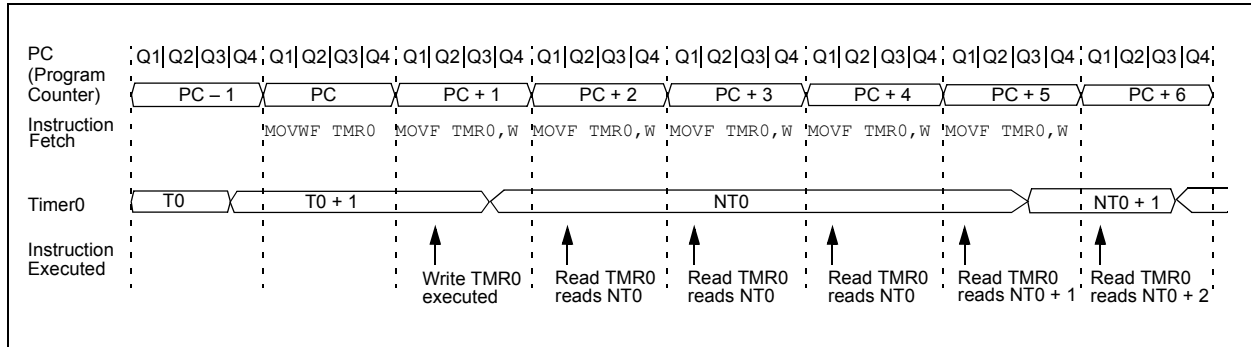 PC
(Program
Counter)
Q1 Q2 Q3 Q4 Q1 Q2 Q3 Q4 Q1 Q2 Q3 Q4 Q1 Q2 Q3 Q4 Q1 Q2 Q3 Q4 Q1 Q2 Q3 Q4 Q1 Q2 Q3 Q4 Q1 Q2 Q3 Q4
PC – 1 PC PC + 1 PC + 2 PC + 3 PC + 4 PC + 5 PC + 6
Instruction
Fetch
MOVWF TMR0 MOVF TMR0,W MOVF TMR0,W MOVF TMR0,W MOVF TMR0,W MOVF TMR0,W
Timer0
T0 T0 + 1 NT0 NT0 + 1
Instruction
Executed
Write TMR0
executed
Read TMR0
reads NT0
Read TMR0
reads NT0
Read TMR0
reads NT0
Read TMR0
reads NT0 + 1
Read TMR0
reads NT0 + 2